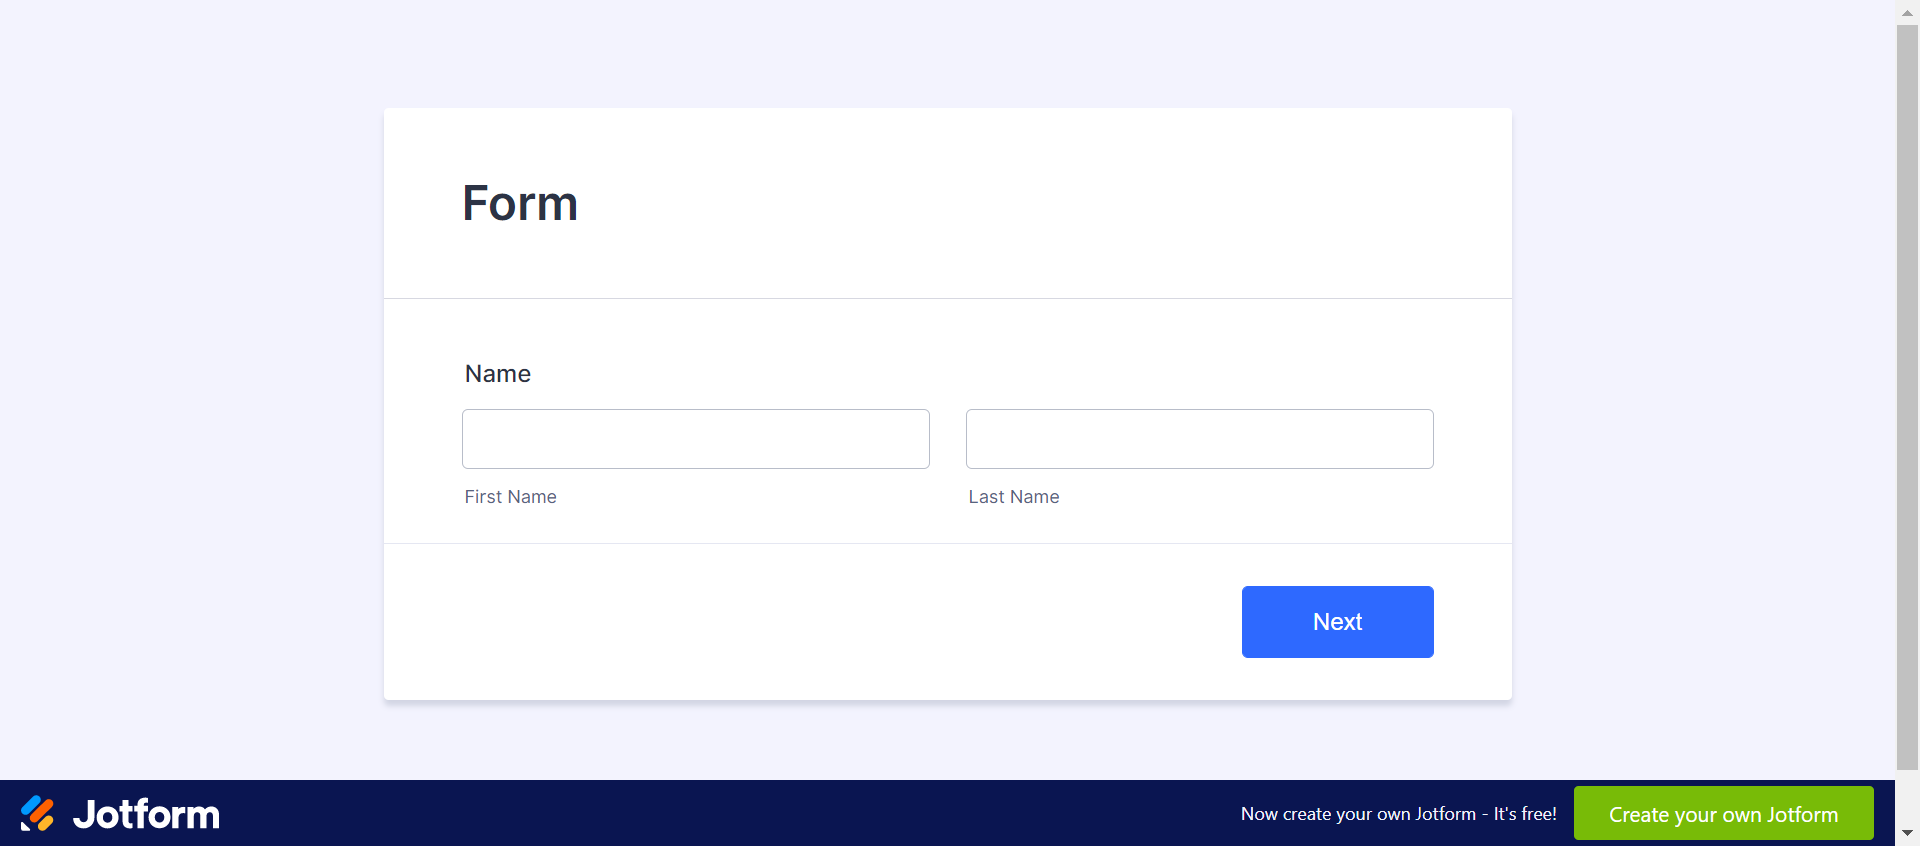 Form
Name
First Name
Last Name
Next
Jotform
Now create your own Jotform - It's free!
Create your own Jotform